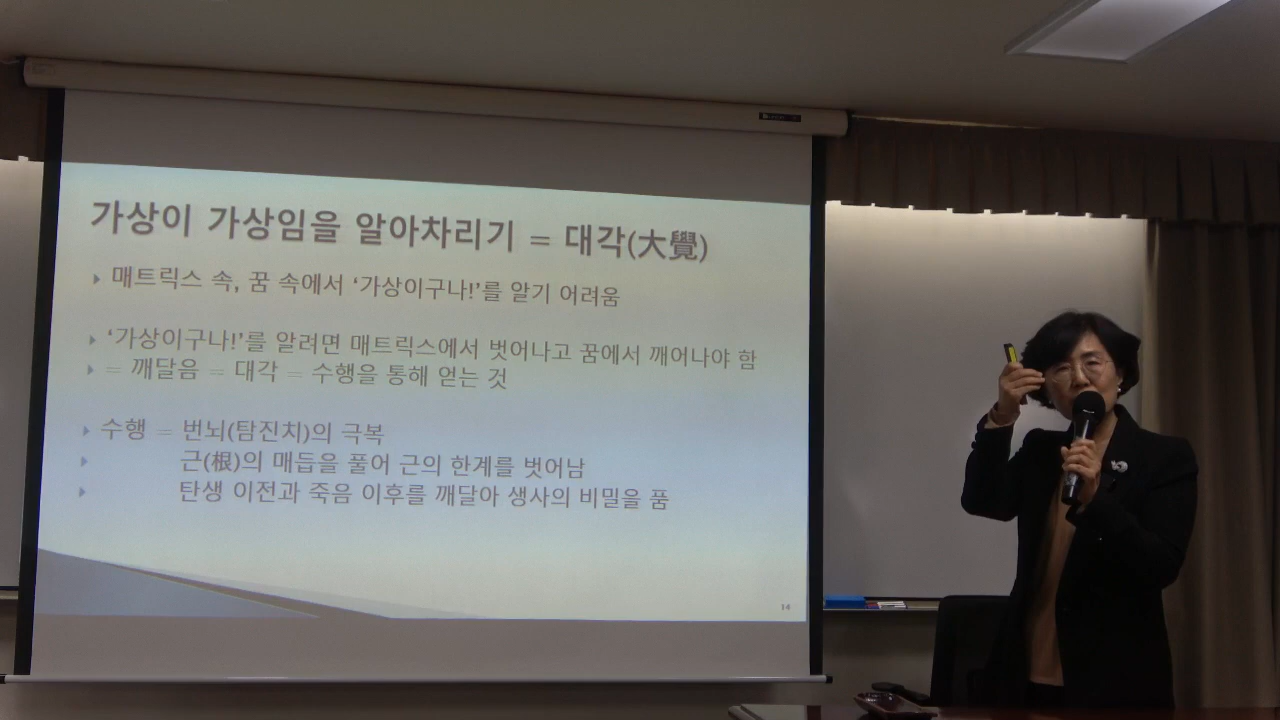 가상이 가상임을 알아차리기 = 대각(大覺)
매트릭스 속, 꿈 속에서 ‘가상이구나!’를 알기 어려움
‘가상이구나!’를 알려면 매트릭스에서 벗어나고 꿈에서 깨어나야 함
= 깨달음 = 대각 = 수행을 통해 얻는 것
수행 = 번뇌(탐진치)의 극복
근(根)의 매듭을 풀어 근의 한계를 벗어남
탄생 이전과 죽음 이후를 깨달아 생사의 비밀을 품
14